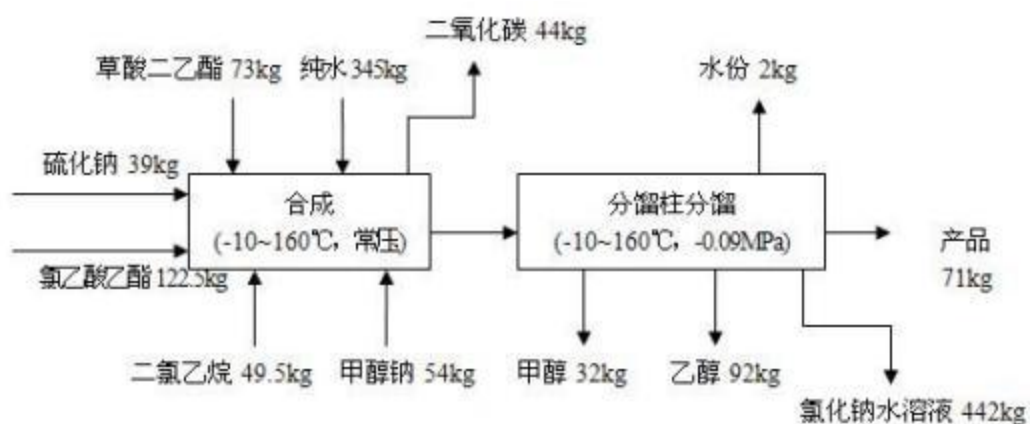 二氧化碳 44kg
草酸二乙酯 73kg
纯水 345kg
水份 2kg
硫化钠 39kg
合成
(-10~160℃, 常压)
分馏柱分馏
(-10~160℃, -0.09MPa)
产品
71kg
氯乙酸乙酯 122.5kg
二氯乙烷 49.5kg
甲醇钠 54kg
甲醇 32kg
乙醇 92kg
氯化钠水溶液 442kg